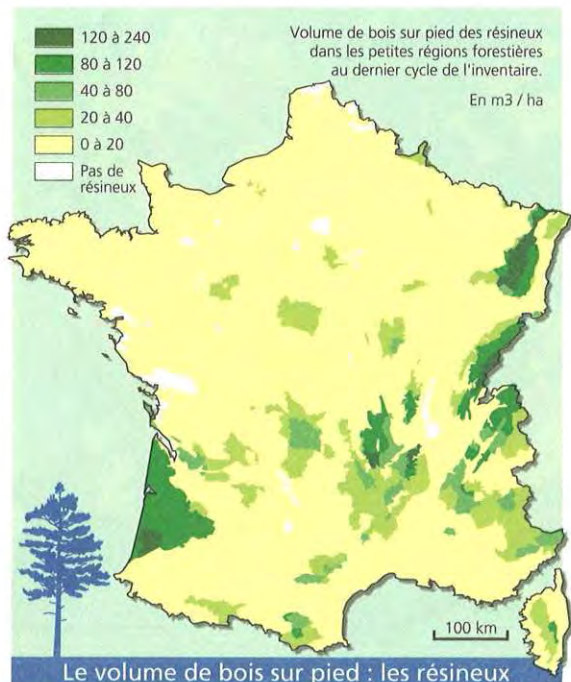 120 à 240
80 à 120
40 à 80
20 à 40
0 à 20
Pas de
résineux
Volume de bois sur pied des résineux
dans les petites régions forestières
au dernier cycle de l'inventaire.
En m3 / ha
100 km
Le volume de bois sur pied : les résineux